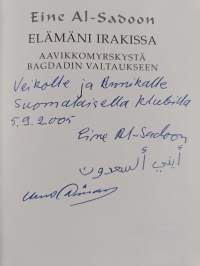 Eine Al-Sadoon
ELÄMÄNI IRAKISSA
AAVIKKOMYRSKYSTÄ
BAGDADIN VALTAUKSEEN
Veikolle ja Annikalle
Suomalaisella Klubilla
5.9.2005
Eine Al-Sadoon
أيني السعدون